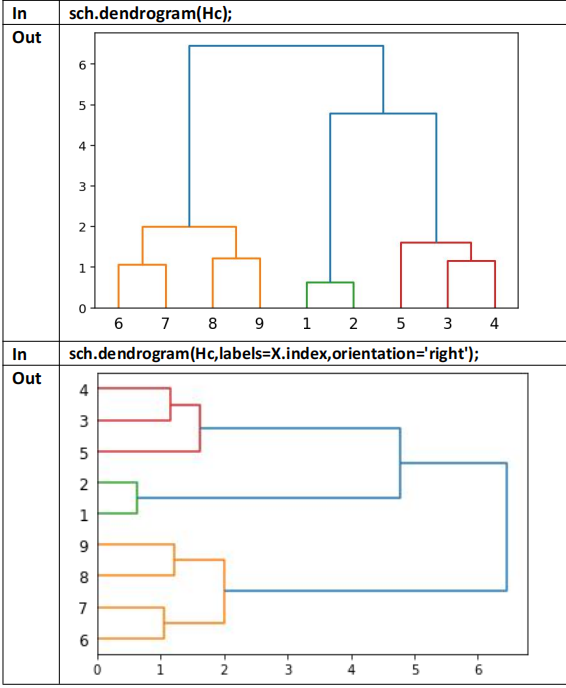 In sch.dendrogram(Hc);
Out
6
5
4
3
2
1
0
6 7 8 9 1 2 5 3 4
In sch.dendrogram(Hc,labels=X.index,orientation='right');
Out
4
3
5
2
1
9
8
7
6
0 1 2 3 4 5 6